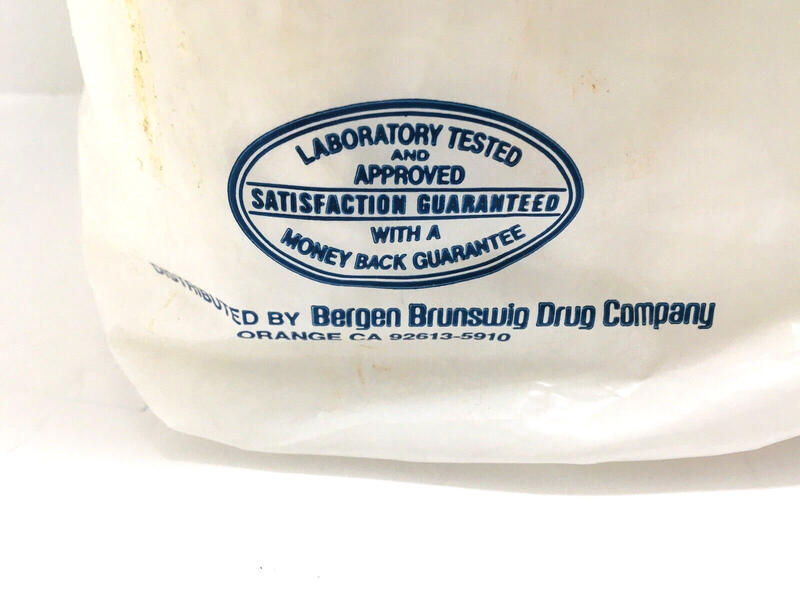 LABORATORY TESTED
AND
APPROVED
SATISFACTION GUARANTEED
WITH A
MONEY BACK GUARANTEE
DISTRIBUTED BY Bergen Brunswig Drug Company
ORANGE CA 92613-5910